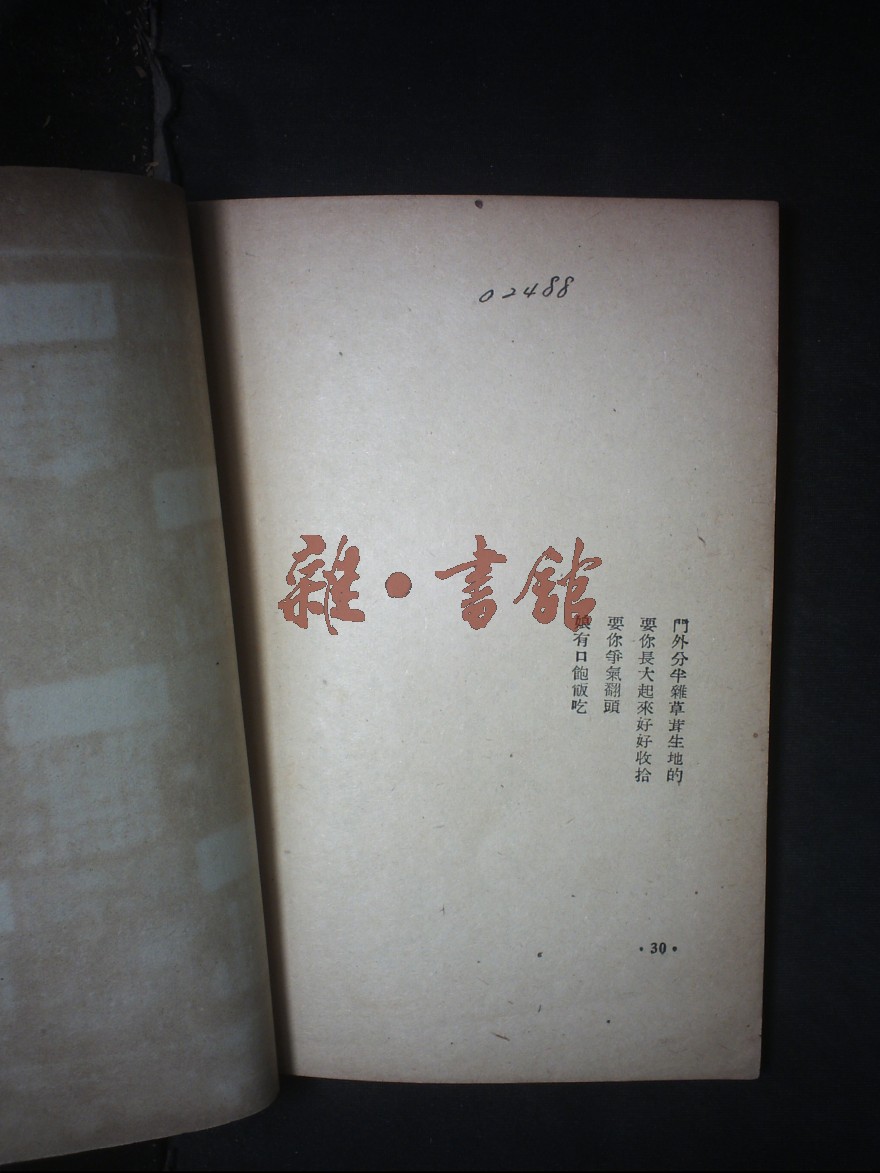 02488
門外分半雜草茸生地的
要你長大起來好好收拾
要你爭氣翻頭
娘有口飽飯吃
•30•
雜•書館